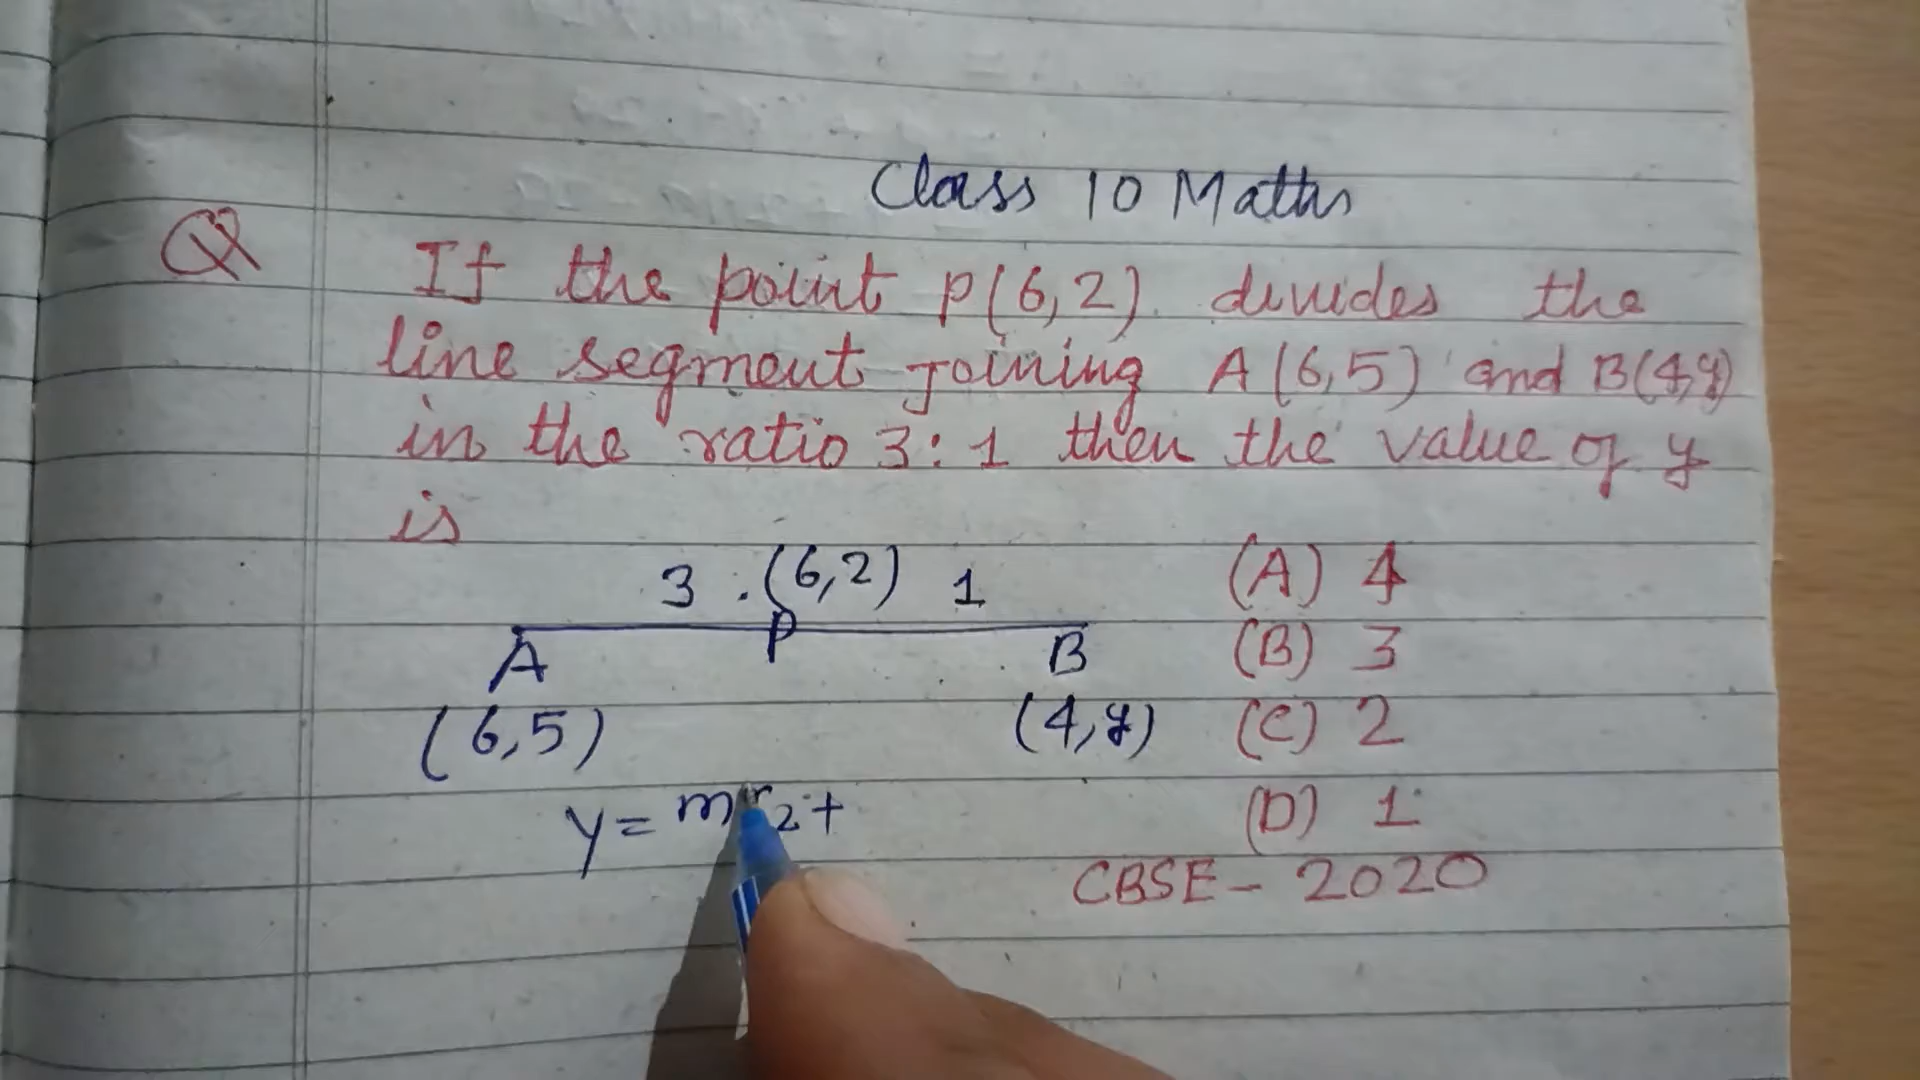 Class 10 Maths
Q If the point P(6,2) divides the
line segment joining A(6,5) and B(4,y)
in the ratio 3:1 then the value of y
is
3 (6,2) 1
A P B
(6,5) (4,y)
(A) 4
(B) 3
(C) 2
(D) 1
y = m 2 +
CBSE - 2020